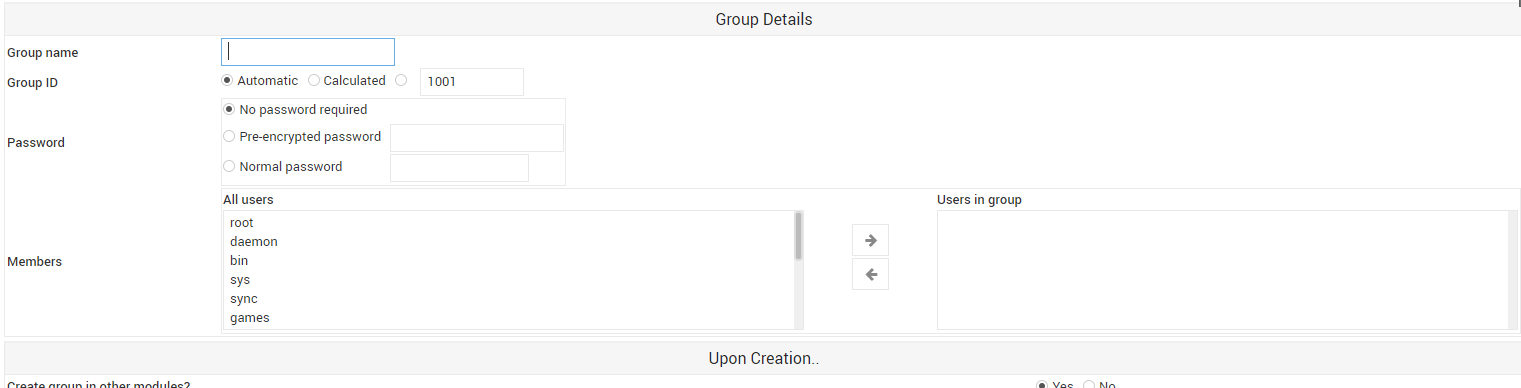 Group Details
Group name
Group ID Automatic Calculated 1001
Password No password required
Pre-encrypted password
Normal password
Members All users Users in group
root
daemon
bin
sys
sync
games
Upon Creation..
Create group in other modules? Yes No